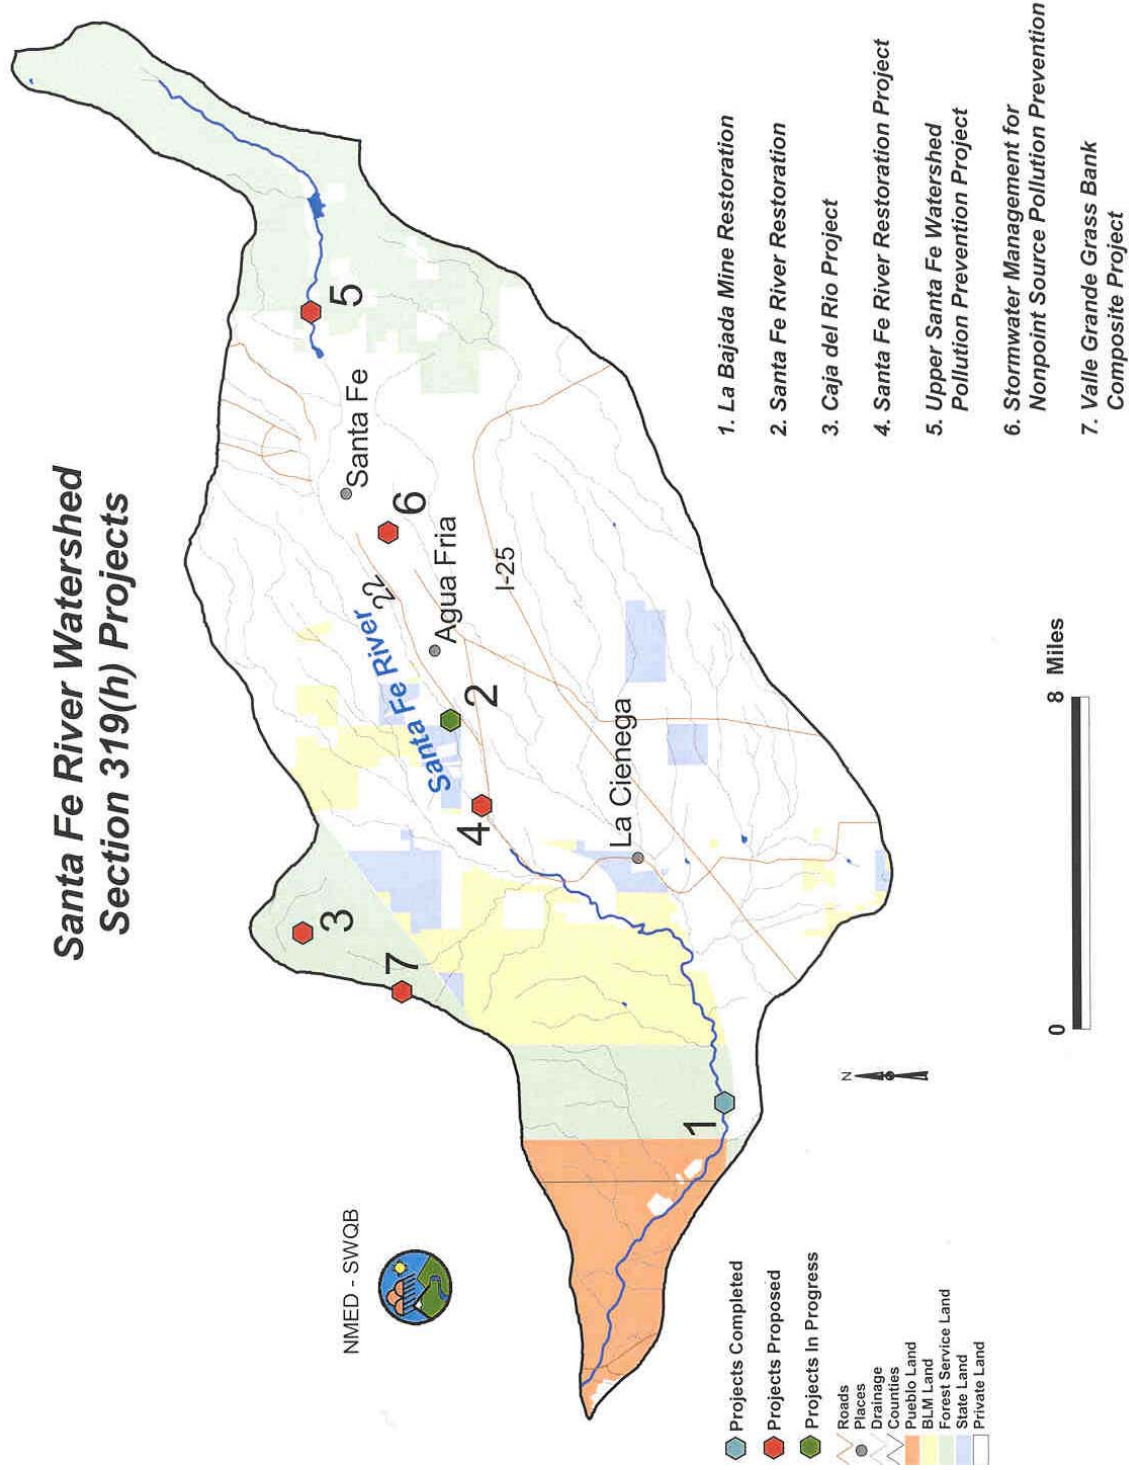 Santa Fe River Watershed
Section 319(h) Projects
NMED - SWQB
3
7
Santa Fe River
22
4
2
Agua Fria
6
Santa Fe
5
I-25
La Cienega
1
N
0
8 Miles
Projects Completed
Projects Proposed
Projects In Progress
Roads
Places
Drainage
Counties
Pueblo Land
BLM Land
Forest Service Land
State Land
Private Land
1. La Bajada Mine Restoration
2. Santa Fe River Restoration
3. Caja del Rio Project
4. Santa Fe River Restoration Project
5. Upper Santa Fe Watershed
Pollution Prevention Project
6. Stormwater Management for
Nonpoint Source Pollution Prevention
7. Valle Grande Grass Bank
Composite Project